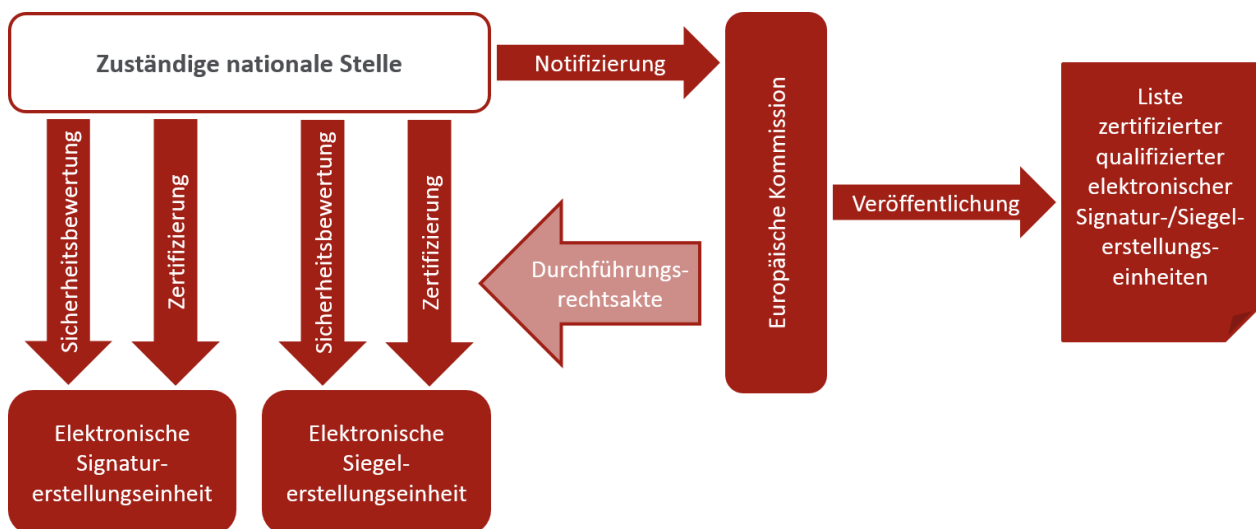 Zuständige nationale Stelle
Notifizierung
Europäische Kommission
Veröffentlichung
Liste
zertifizierter
qualifizierter
elektronischer
Signatur-/Siegel-
erstellungs-
einheiten
Sicherheitsbewertung
Zertifizierung
Sicherheitsbewertung
Zertifizierung
Durchführungs-
rechtsakte
Elektronische
Signatur-
erstellungseinheit
Elektronische
Siegel-
erstellungseinheit